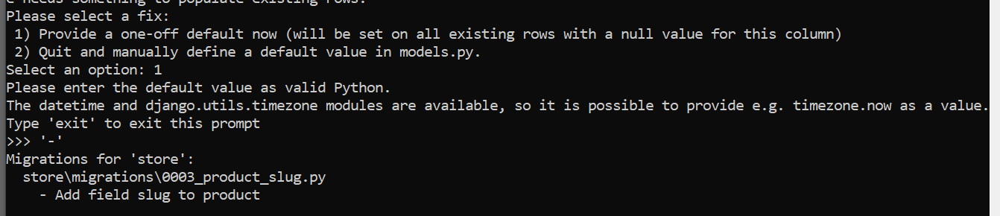 Please select a fix:
 1) Provide a one-off default now (will be set on all existing rows with a null value for this column)
 2) Quit and manually define a default value in models.py.
Select an option: 1
Please enter the default value as valid Python.
The datetime and django.utils.timezone modules are available, so it is possible to provide e.g. timezone.now as a value.
Type 'exit' to exit this prompt
>>> '-'
Migrations for 'store':
  store\migrations\0003_product_slug.py
    - Add field slug to product